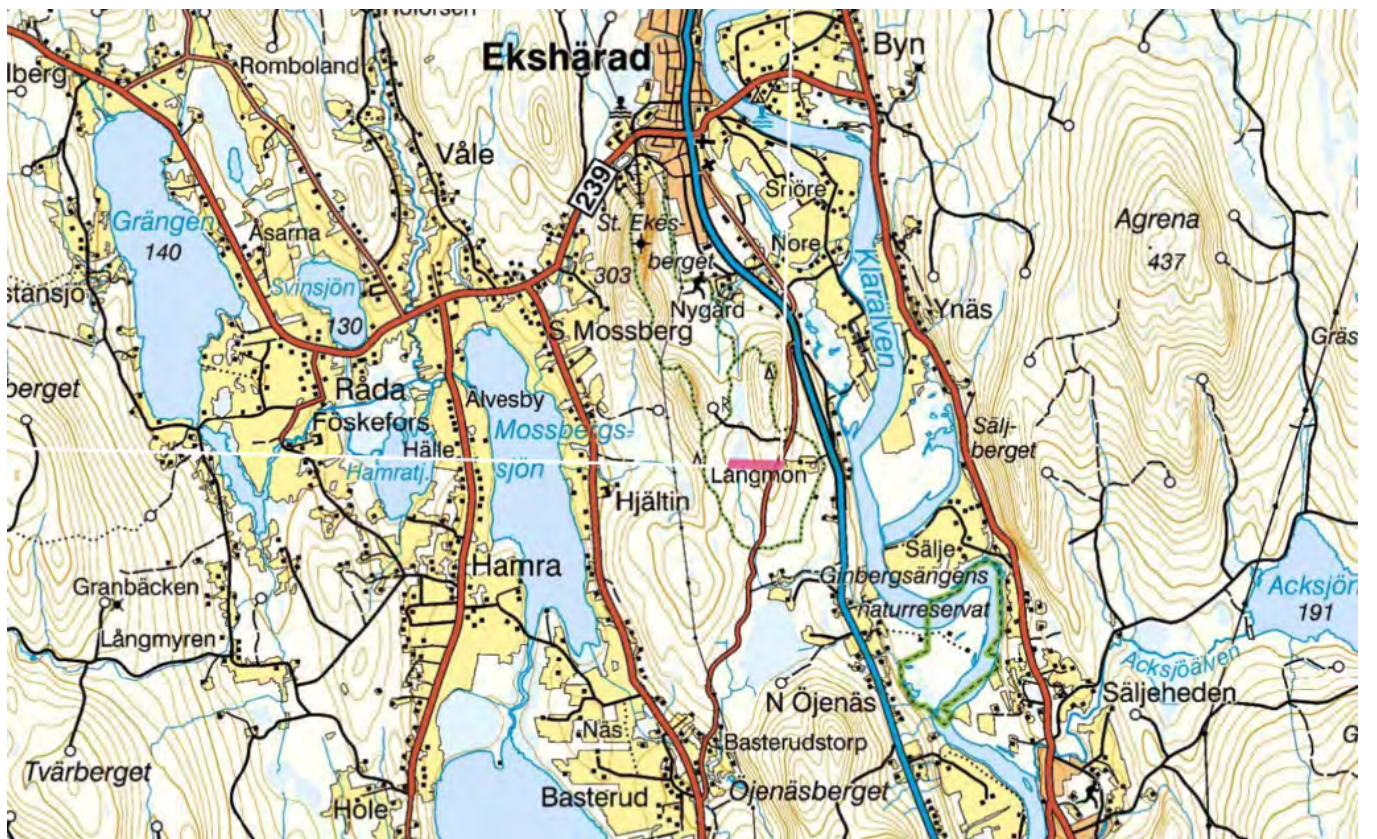 Ekshärad
Byn
lberg
Romboland
Våle
239
Sriöre
St. Ekes-
berget
303
Nore
Agrena
437
Grängen
140
Åsarna
Svinsjön
130
Klarälven
stansjö
Nygård
Ynäs
S. Mossberg
Gräs
berget
Råda
Foskefors
Älvesby
Mossbergs-
sjön
Sälj-
berget
Hälle
Hamratj.
Långmon
Hjältin
Sälje
Ginbergsängens
naturreservat
Hamra
Granbäcken
Långmyren
Acksjön
191
Acksjöälven
Säljeheden
N Öjenäs
Näs
Basterudstorp
Tvärberget
Hole
Basterud
Öjenäsberget
G